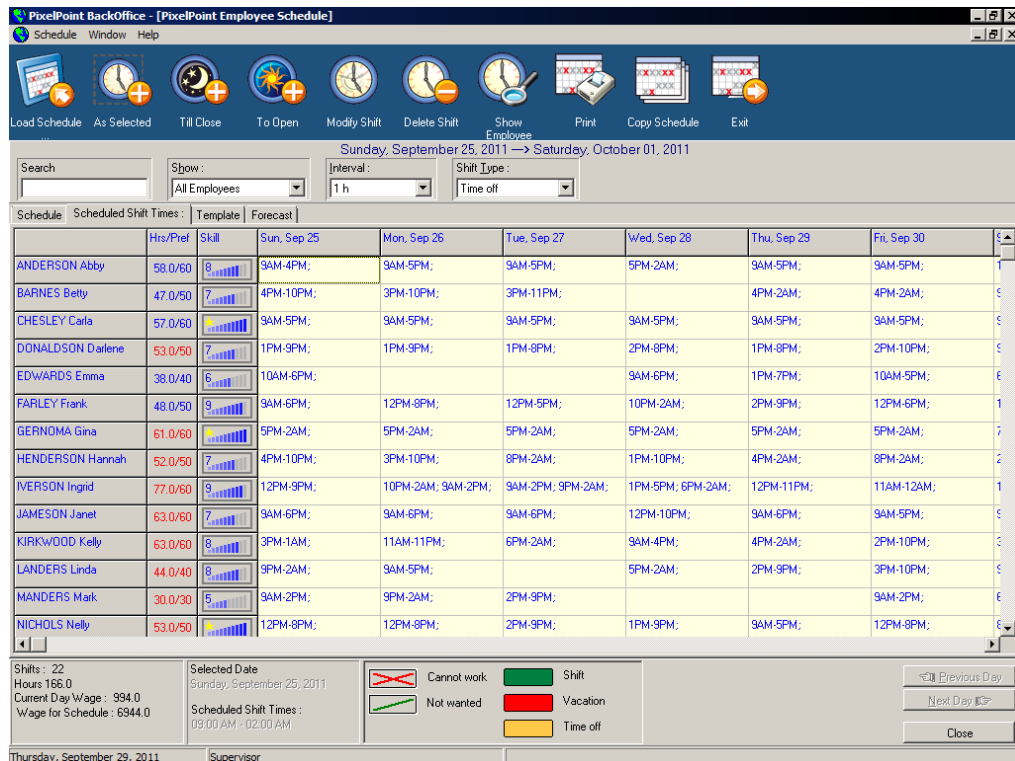 PixelPoint BackOffice - [PixelPoint Employee Schedule]
Schedule Window Help
Load Schedule ... As Selected Till Close To Open Modify Shift Delete Shift Show Employee Print Copy Schedule Exit
Sunday, September 25, 2011 —> Saturday, October 01, 2011
Search Show : Interval : Shift Type :
All Employees 1 h Time off
Schedule Scheduled Shift Times : Template Forecast
Hrs/Pref Skill Sun, Sep 25 Mon, Sep 26 Tue, Sep 27 Wed, Sep 28 Thu, Sep 29 Fri, Sep 30 S
ANDERSON Abby 58.0/60 8 9AM-4PM; 9AM-5PM; 9AM-5PM; 5PM-2AM; 9AM-5PM; 9AM-5PM; 1
BARNES Betty 47.0/50 7 4PM-10PM; 3PM-10PM; 3PM-11PM; 4PM-2AM; 4PM-2AM; 9
CHESLEY Carla 57.0/60 9AM-5PM; 9AM-5PM; 9AM-5PM; 9AM-5PM; 9AM-5PM; 9AM-5PM; 9
DONALDSON Darlene 53.0/50 7 1PM-9PM; 1PM-9PM; 1PM-8PM; 2PM-8PM; 1PM-8PM; 2PM-10PM; 9
EDWARDS Emma 38.0/40 6 10AM-6PM; 9AM-6PM; 1PM-7PM; 10AM-5PM; 6
FARLEY Frank 48.0/50 9 9AM-6PM; 12PM-8PM; 12PM-5PM; 10PM-2AM; 2PM-9PM; 12PM-6PM; 1
GERNOMA Gina 61.0/60 5PM-2AM; 5PM-2AM; 5PM-2AM; 5PM-2AM; 5PM-2AM; 5PM-2AM; 7
HENDERSON Hannah 52.0/50 7 4PM-10PM; 3PM-10PM; 8PM-2AM; 1PM-10PM; 4PM-2AM; 8PM-2AM; 2
IVERSON Ingrid 77.0/60 9 12PM-9PM; 10PM-2AM; 9AM-2PM; 9AM-2PM; 9PM-2AM; 1PM-5PM; 6PM-2AM; 12PM-11PM; 11AM-12AM; 1
JAMESON Janet 63.0/60 7 9AM-6PM; 9AM-6PM; 9AM-6PM; 12PM-10PM; 9AM-6PM; 9AM-5PM; 9
KIRKWOOD Kelly 63.0/60 8 3PM-1AM; 11AM-11PM; 6PM-2AM; 9AM-4PM; 4PM-2AM; 2PM-10PM; 3
LANDERS Linda 44.0/40 8 9PM-2AM; 9AM-5PM; 5PM-2AM; 2PM-9PM; 3PM-10PM; 9
MANDERS Mark 30.0/30 5 9AM-2PM; 9PM-2AM; 2PM-9PM; 9AM-2PM; 6
NICHOLS Nelly 53.0/50 12PM-8PM; 12PM-8PM; 2PM-9PM; 1PM-9PM; 9AM-5PM; 12PM-8PM; 8
Shifts : 22
Hours 166.0
Current Day Wage : 994.0
Wage for Schedule : 6944.0
Selected Date
Sunday, September 25, 2011
Scheduled Shift Times :
09:00 AM - 02:00 AM
Cannot work Shift
Not wanted Vacation
Time off
Previous Day
Next Day
Close
Thursday, September 29, 2011 Supervisor